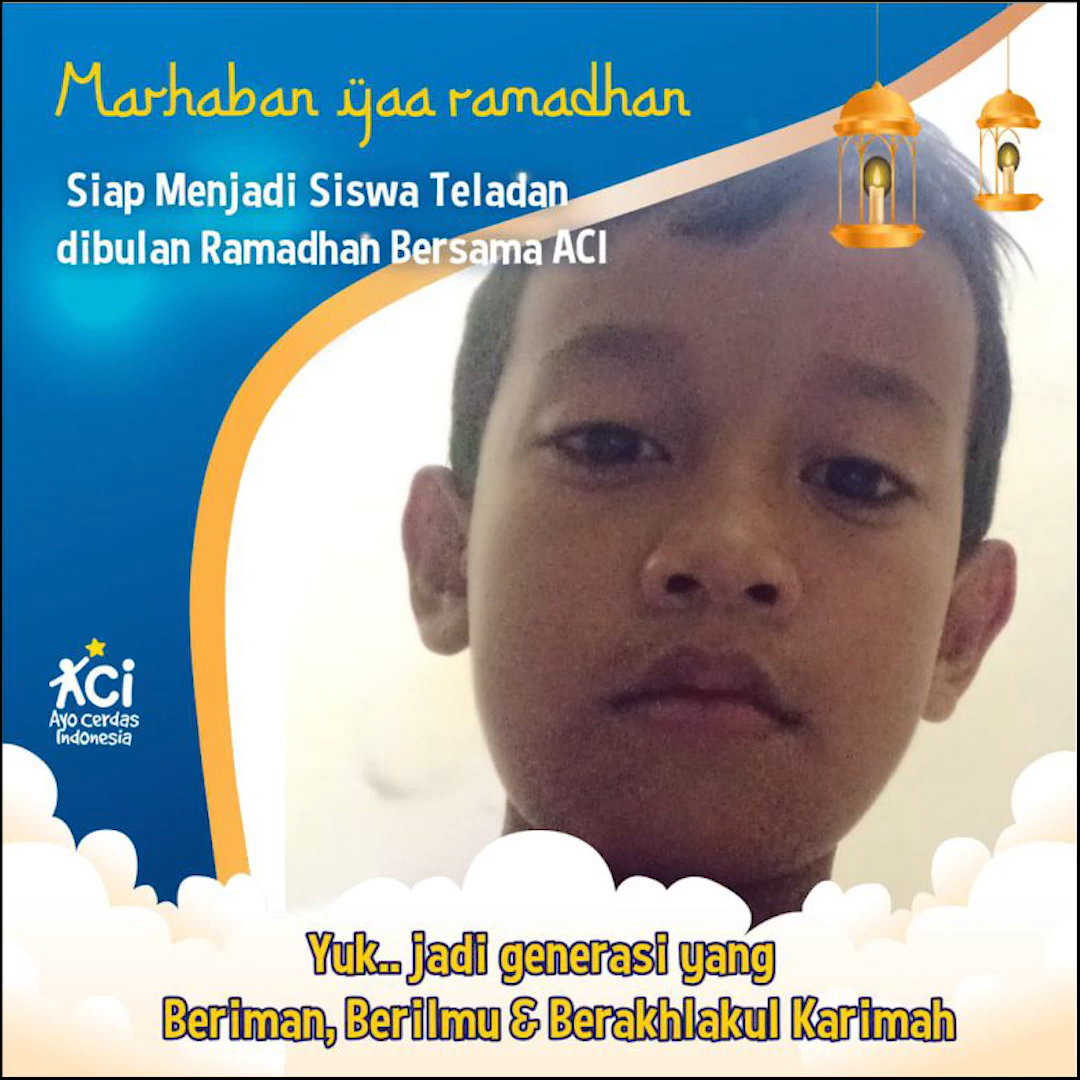 Marhaban yaa ramadhan
Siap Menjadi Siswa Teladan
dibulan Ramadhan Bersama ACI
ACi
Ayo cerdas
Indonesia
Yuk.. jadi generasi yang
Beriman, Berilmu & Berakhlakul Karimah